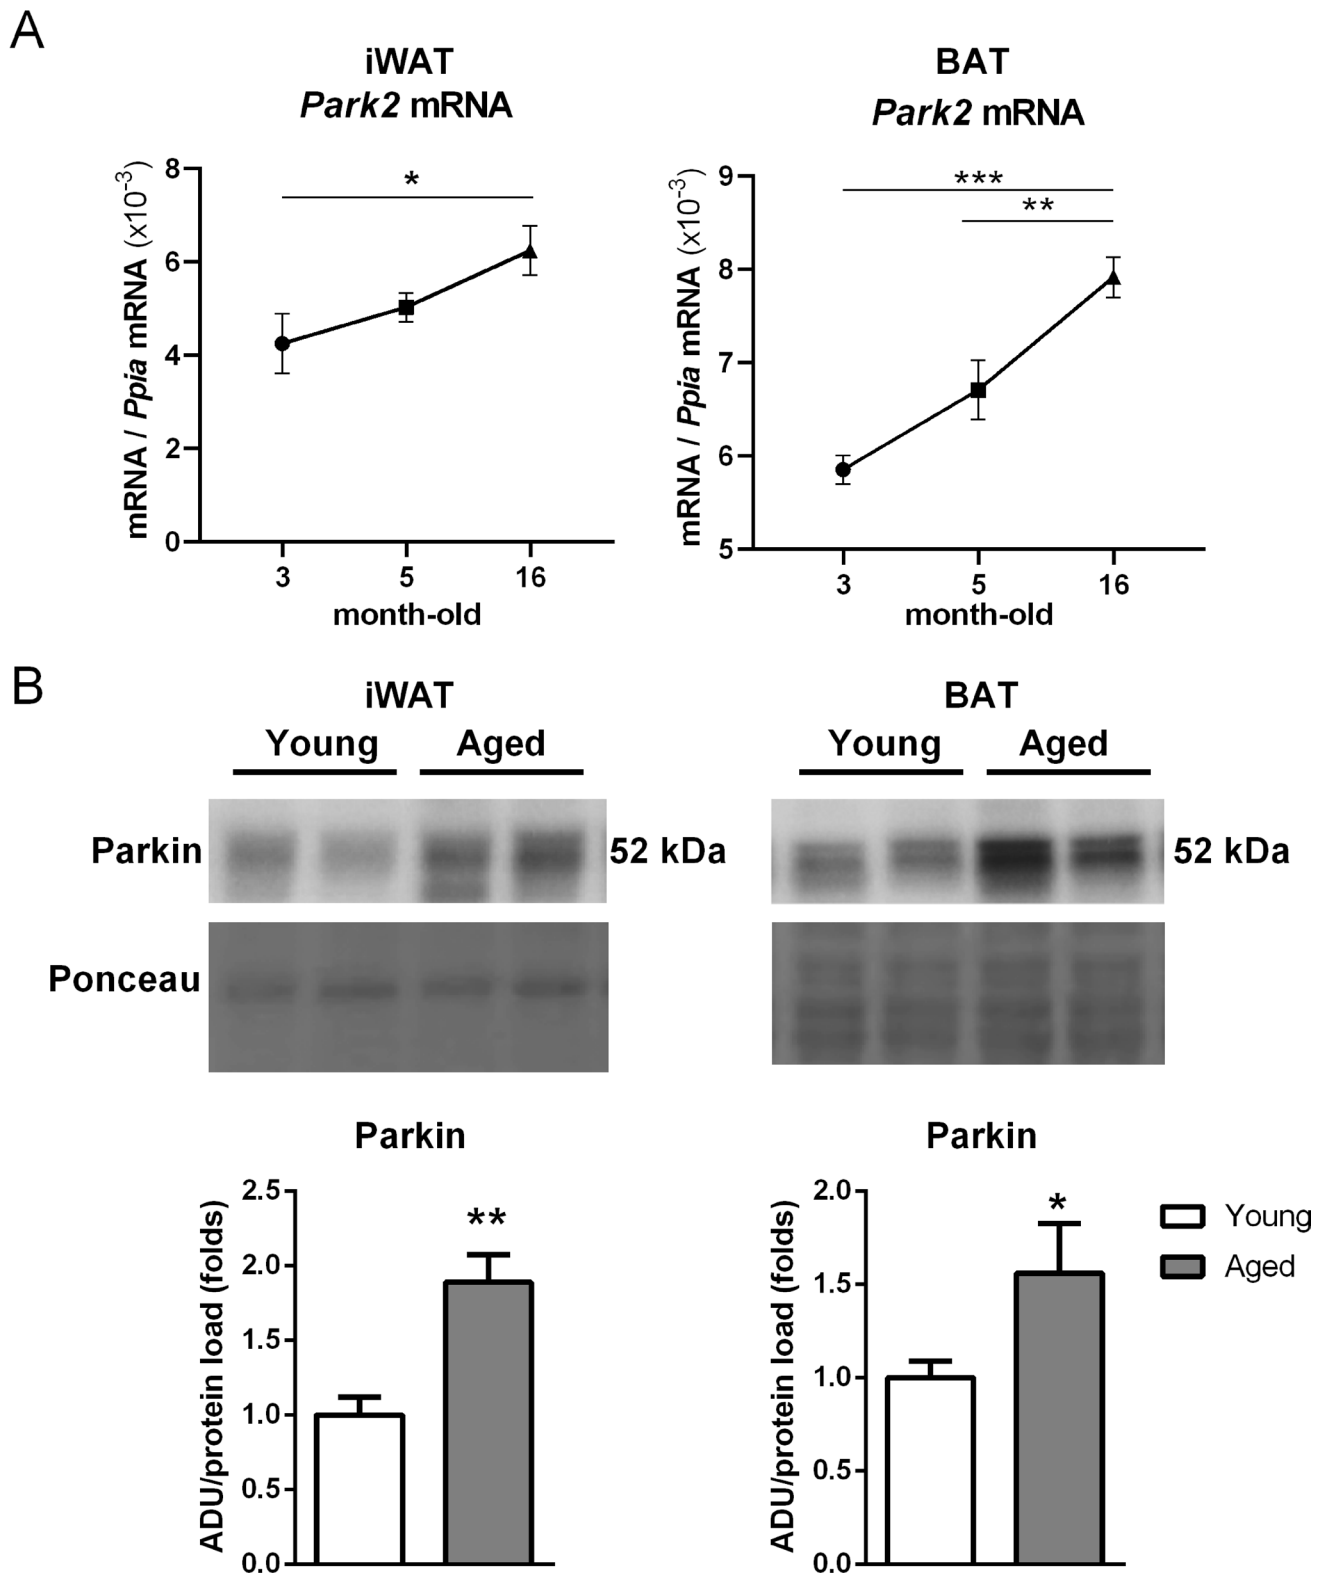 A
iWAT
Park2 mRNA
mRNA / Ppia mRNA (x10-3)
8
6
4
2
0
*
3
5
16
month-old
BAT
Park2 mRNA
mRNA / Ppia mRNA (x10-3)
9
8
7
6
5
***
**
3
5
16
month-old
B
iWAT
Young
Aged
Parkin
52 kDa
Ponceau
BAT
Young
Aged
52 kDa
Parkin
ADU/protein load (folds)
2.5
2.0
1.5
1.0
0.5
0.0
**
Parkin
ADU/protein load (folds)
2.0
1.5
1.0
0.5
0.0
*
Young
Aged